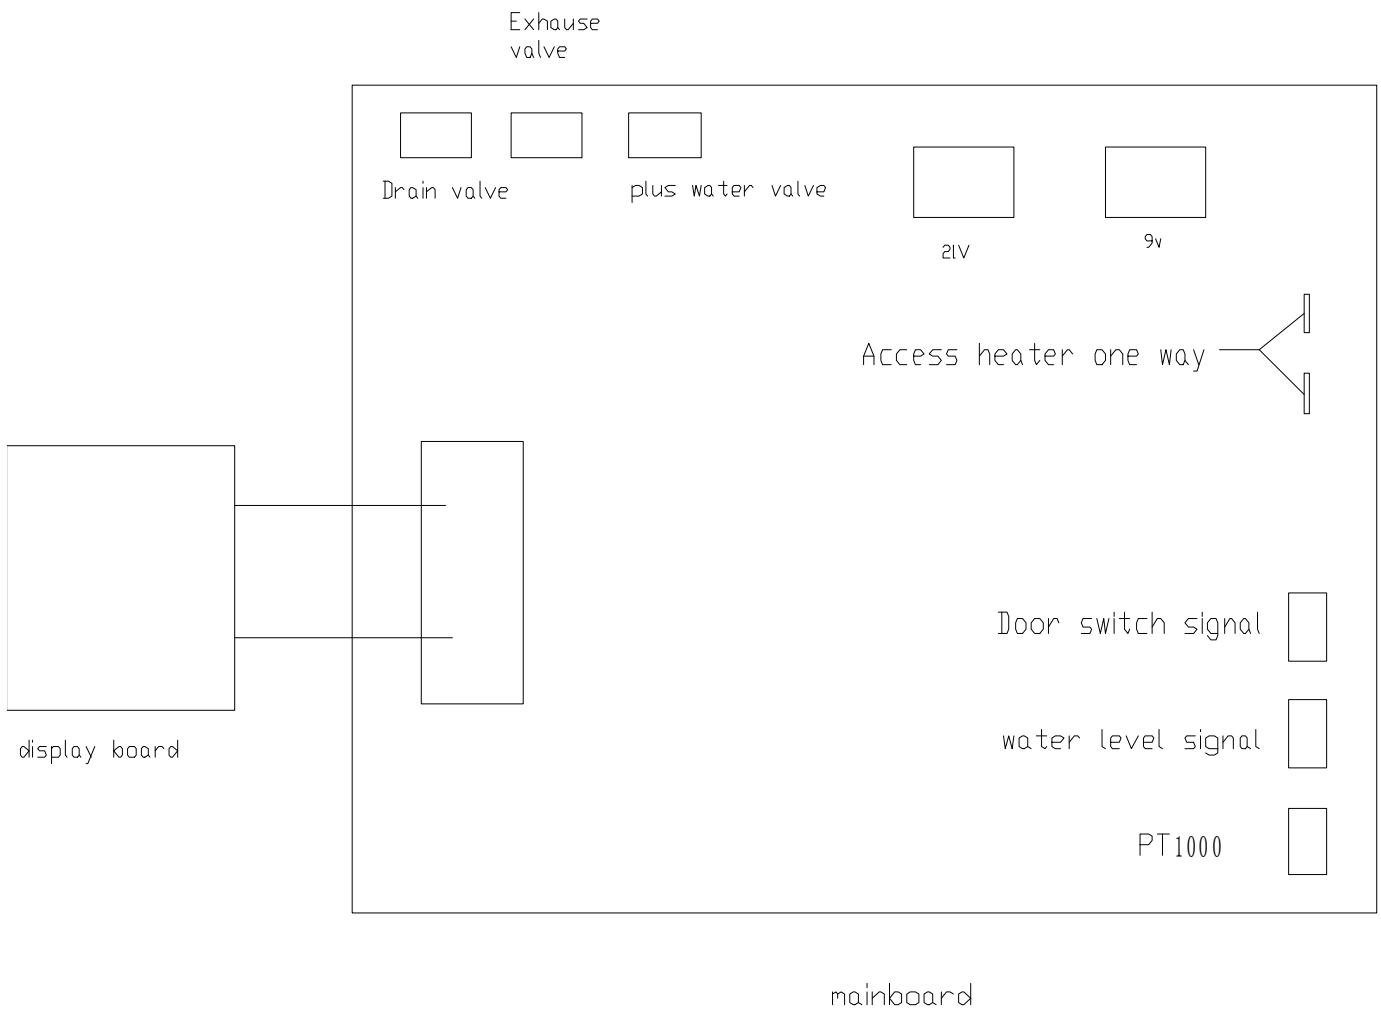 Exhause
valve
Drain valve
plus water valve
21V
9v
Access heater one way
Door switch signal
water level signal
display board
PT1000
mainboard